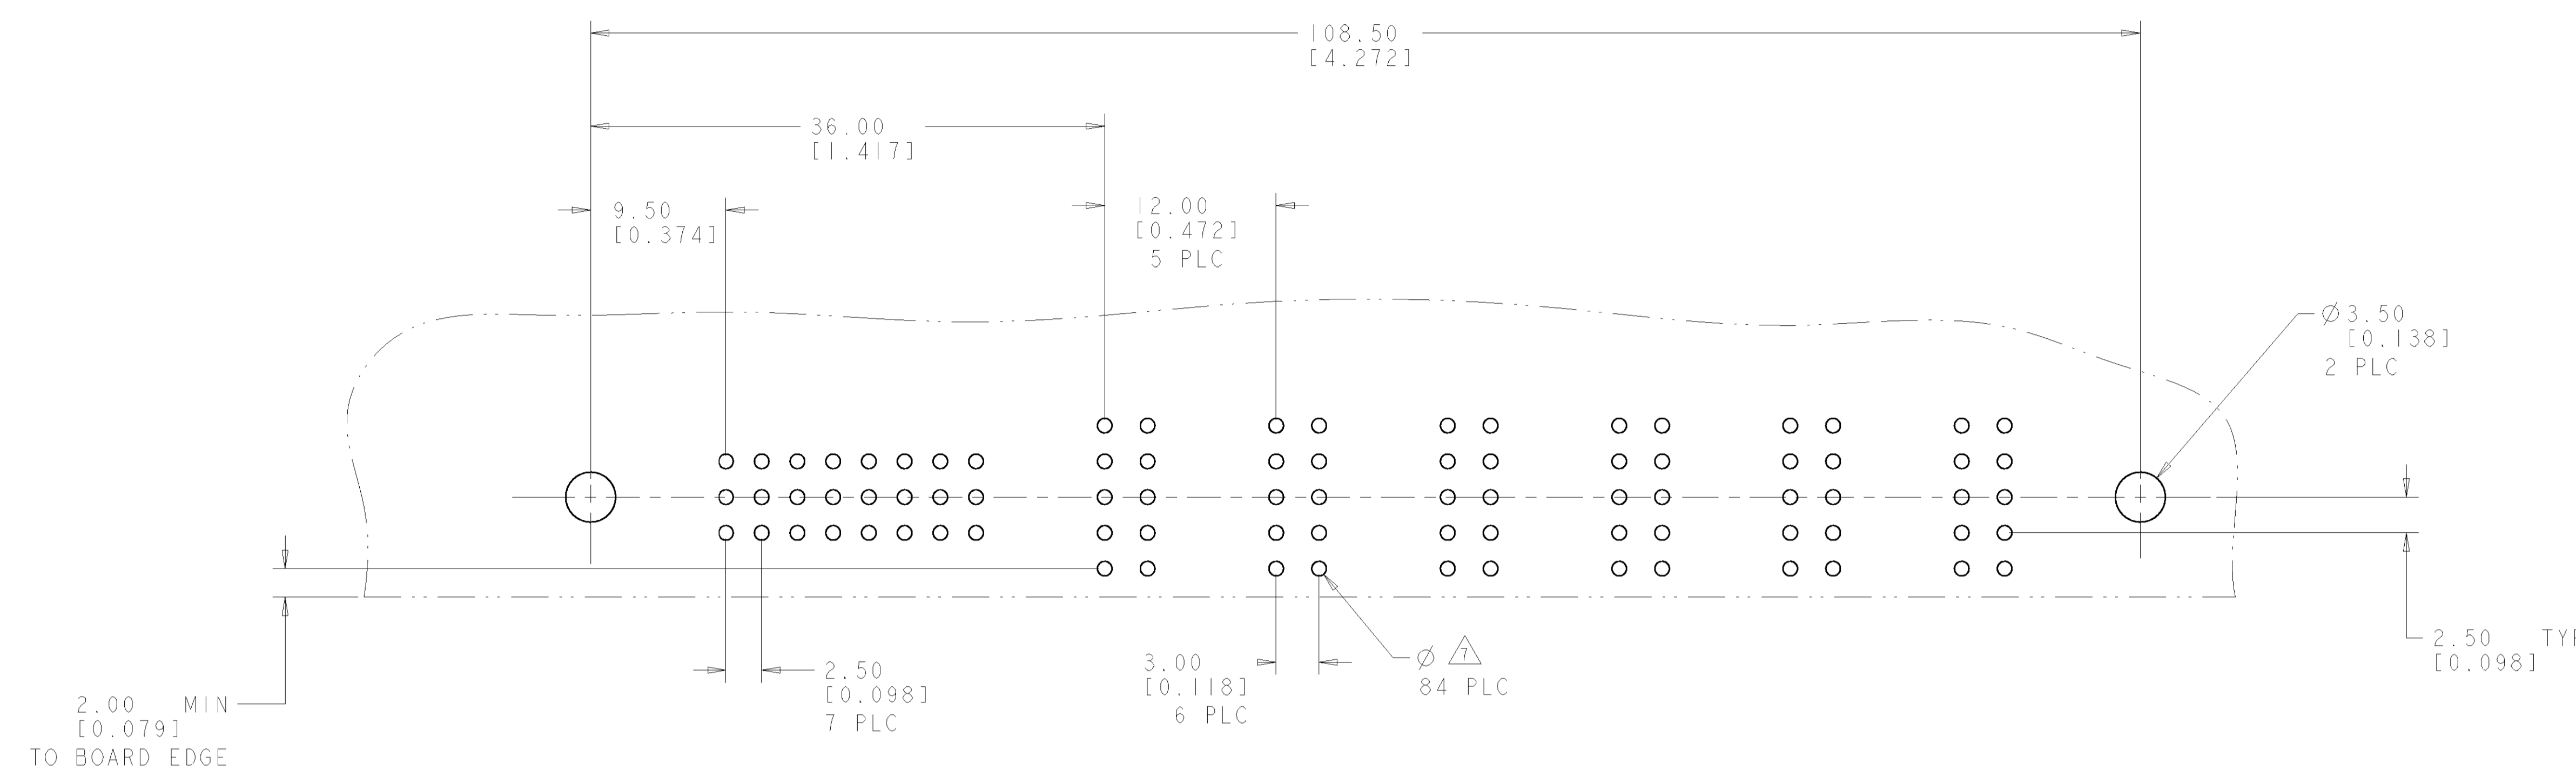 108.50
[4.272]
36.00
[1.417]
9.50
[0.374]
12.00
[0.472]
5 PLC
Ø3.50
[0.138]
2 PLC
2.50
[0.098]
2.00 MIN
[0.079]
TO BOARD EDGE
2.50
[0.098]
7 PLC
3.00
[0.118]
6 PLC
Ø 7
84 PLC